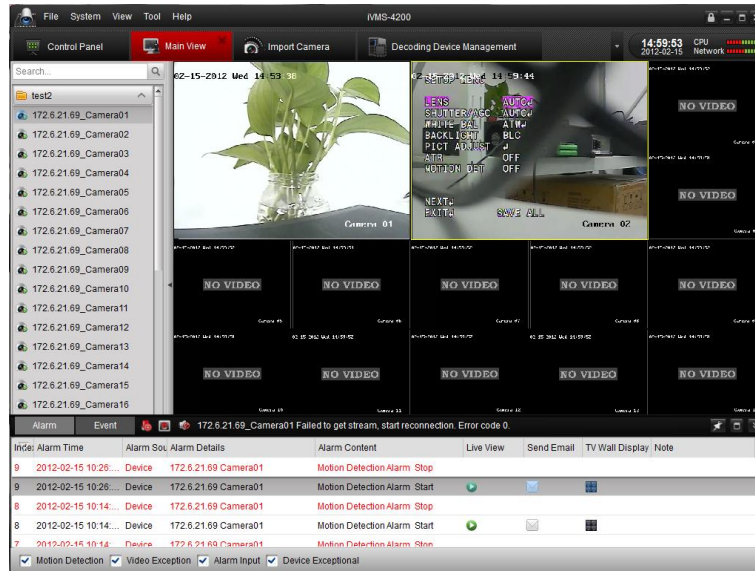 File System View Tool Help iVMS-4200
Control Panel Main View Import Camera Decoding Device Management 14:59:53 CPU
2012-02-15 Network
Search...
test2
172.6.21.69_Camera01
172.6.21.69_Camera02
172.6.21.69_Camera03
172.6.21.69_Camera04
172.6.21.69_Camera05
172.6.21.69_Camera06
172.6.21.69_Camera07
172.6.21.69_Camera08
172.6.21.69_Camera09
172.6.21.69_Camera10
172.6.21.69_Camera11
172.6.21.69_Camera12
172.6.21.69_Camera13
172.6.21.69_Camera14
172.6.21.69_Camera15
172.6.21.69_Camera16
02-15-2012 Wed 14:53:38
Camera 01
14:59:44
SETUP MENU
LENS AUTO↲
SHUTTER/AGC AUTO↲
WHITE BAL ATW↲
BACKLIGHT BLC
PICT ADJUST ↲
ATR OFF
MOTION DET OFF
NEXT↲
EXIT↲ SAVE ALL
Camera 02
NO VIDEO
NO VIDEO
NO VIDEO NO VIDEO NO VIDEO NO VIDEO NO VIDEO
NO VIDEO NO VIDEO NO VIDEO NO VIDEO NO VIDEO
Alarm Event 172.6.21.69_Camera01 Failed to get stream, start reconnection. Error code 0.
Index Alarm Time Alarm Sou Alarm Details Alarm Content Live View Send Email TV Wall Display Note
9 2012-02-15 10:26:... Device 172.6.21.69 Camera01 Motion Detection Alarm Stop
9 2012-02-15 10:26:... Device 172.6.21.69 Camera01 Motion Detection Alarm Start
8 2012-02-15 10:14:... Device 172.6.21.69 Camera01 Motion Detection Alarm Stop
8 2012-02-15 10:14:... Device 172.6.21.69 Camera01 Motion Detection Alarm Start
7 2012-02-15 10:14:... Device 172.6.21.69 Camera01 Motion Detection Alarm Stop
Motion Detection Video Exception Alarm Input Device Exceptional